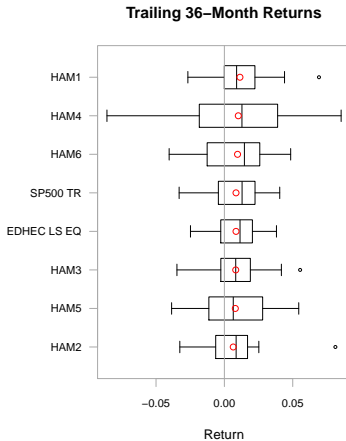 Trailing 36−Month Returns
HAM1
HAM4
HAM6
SP500 TR
EDHEC LS EQ
HAM3
HAM5
HAM2
−0.05 0.00 0.05
Return